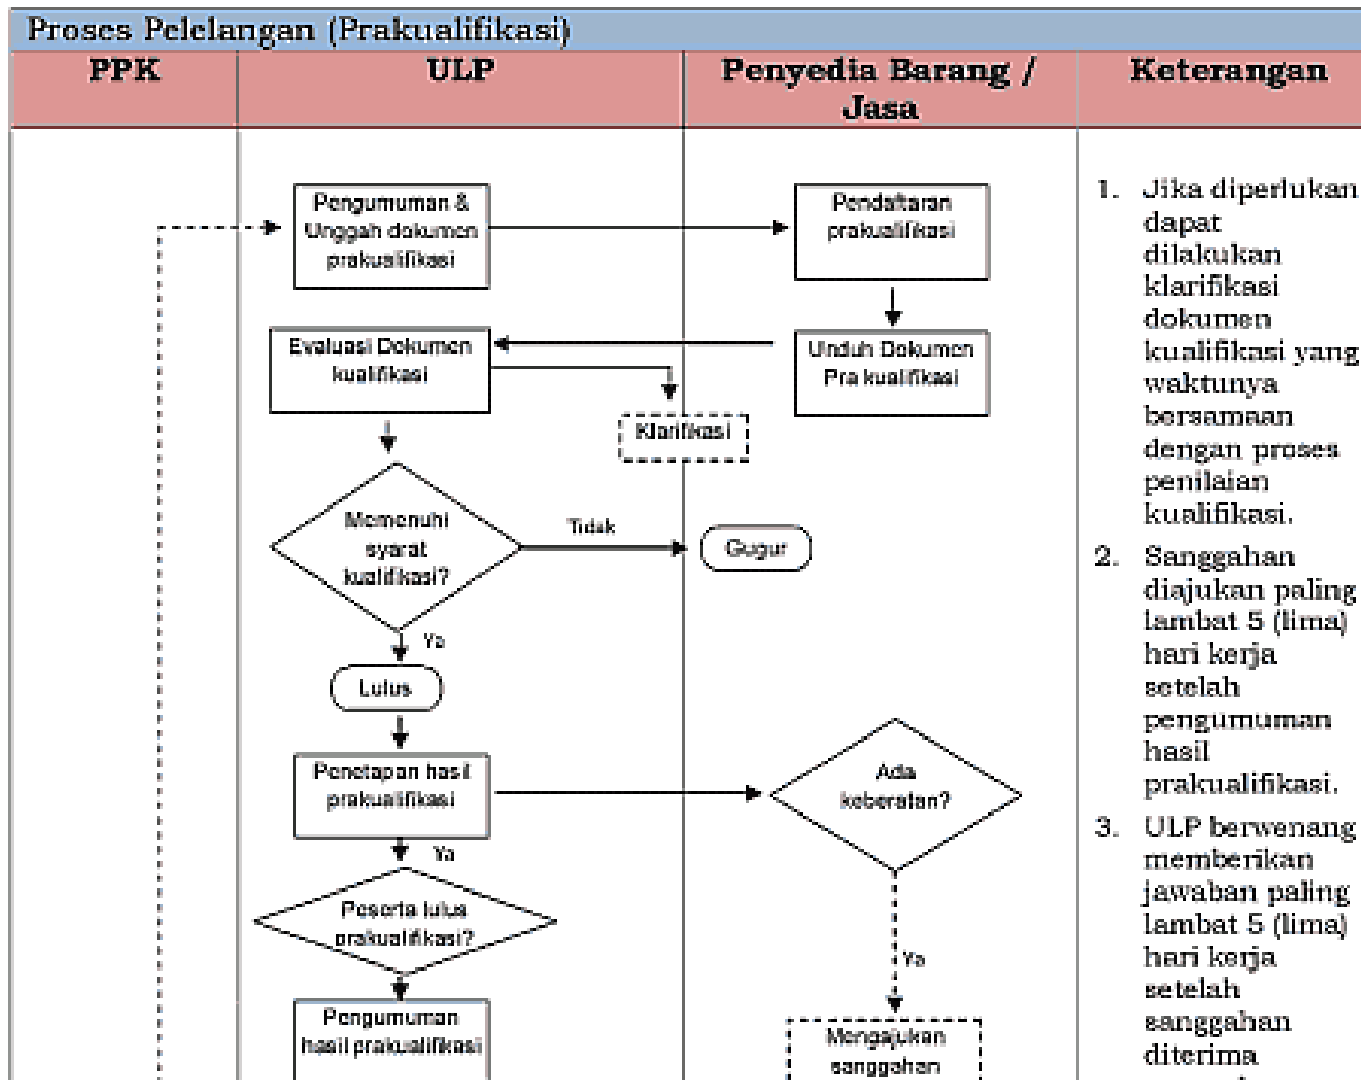 Proses Pelelangan (Prakualifikasi)
PPK
ULP
Penyedia Barang /
Jasa
Keterangan
Pengumuman &
Unggah dokumen
prakualifikasi
Pendaftaran
prakualifikasi
Evaluasi Dokumen
kualifikasi
Unduh Dokumen
Pra kualifikasi
Klarifikasi
Memenuhi
syarat
kualifikasi?
Tidak
Gugur
Ya
Lulus
Penetapan hasil
prakualifikasi
Ada
keberatan?
Ya
Peserta lulus
prakualifikasi?
Ya
Pengumuman
hasil prakualifikasi
Mengajukan
sanggahan
1. Jika diperlukan
dapat
dilakukan
klarifikasi
dokumen
kualifikasi yang
waktunya
bersamaan
dengan proses
penilaian
kualifikasi.
2. Sanggahan
diajukan paling
lambat 5 (lima)
hari kerja
setelah
pengumuman
hasil
prakualifikasi.
3. ULP berwenang
memberikan
jawaban paling
lambat 5 (lima)
hari kerja
setelah
sanggahan
diterima